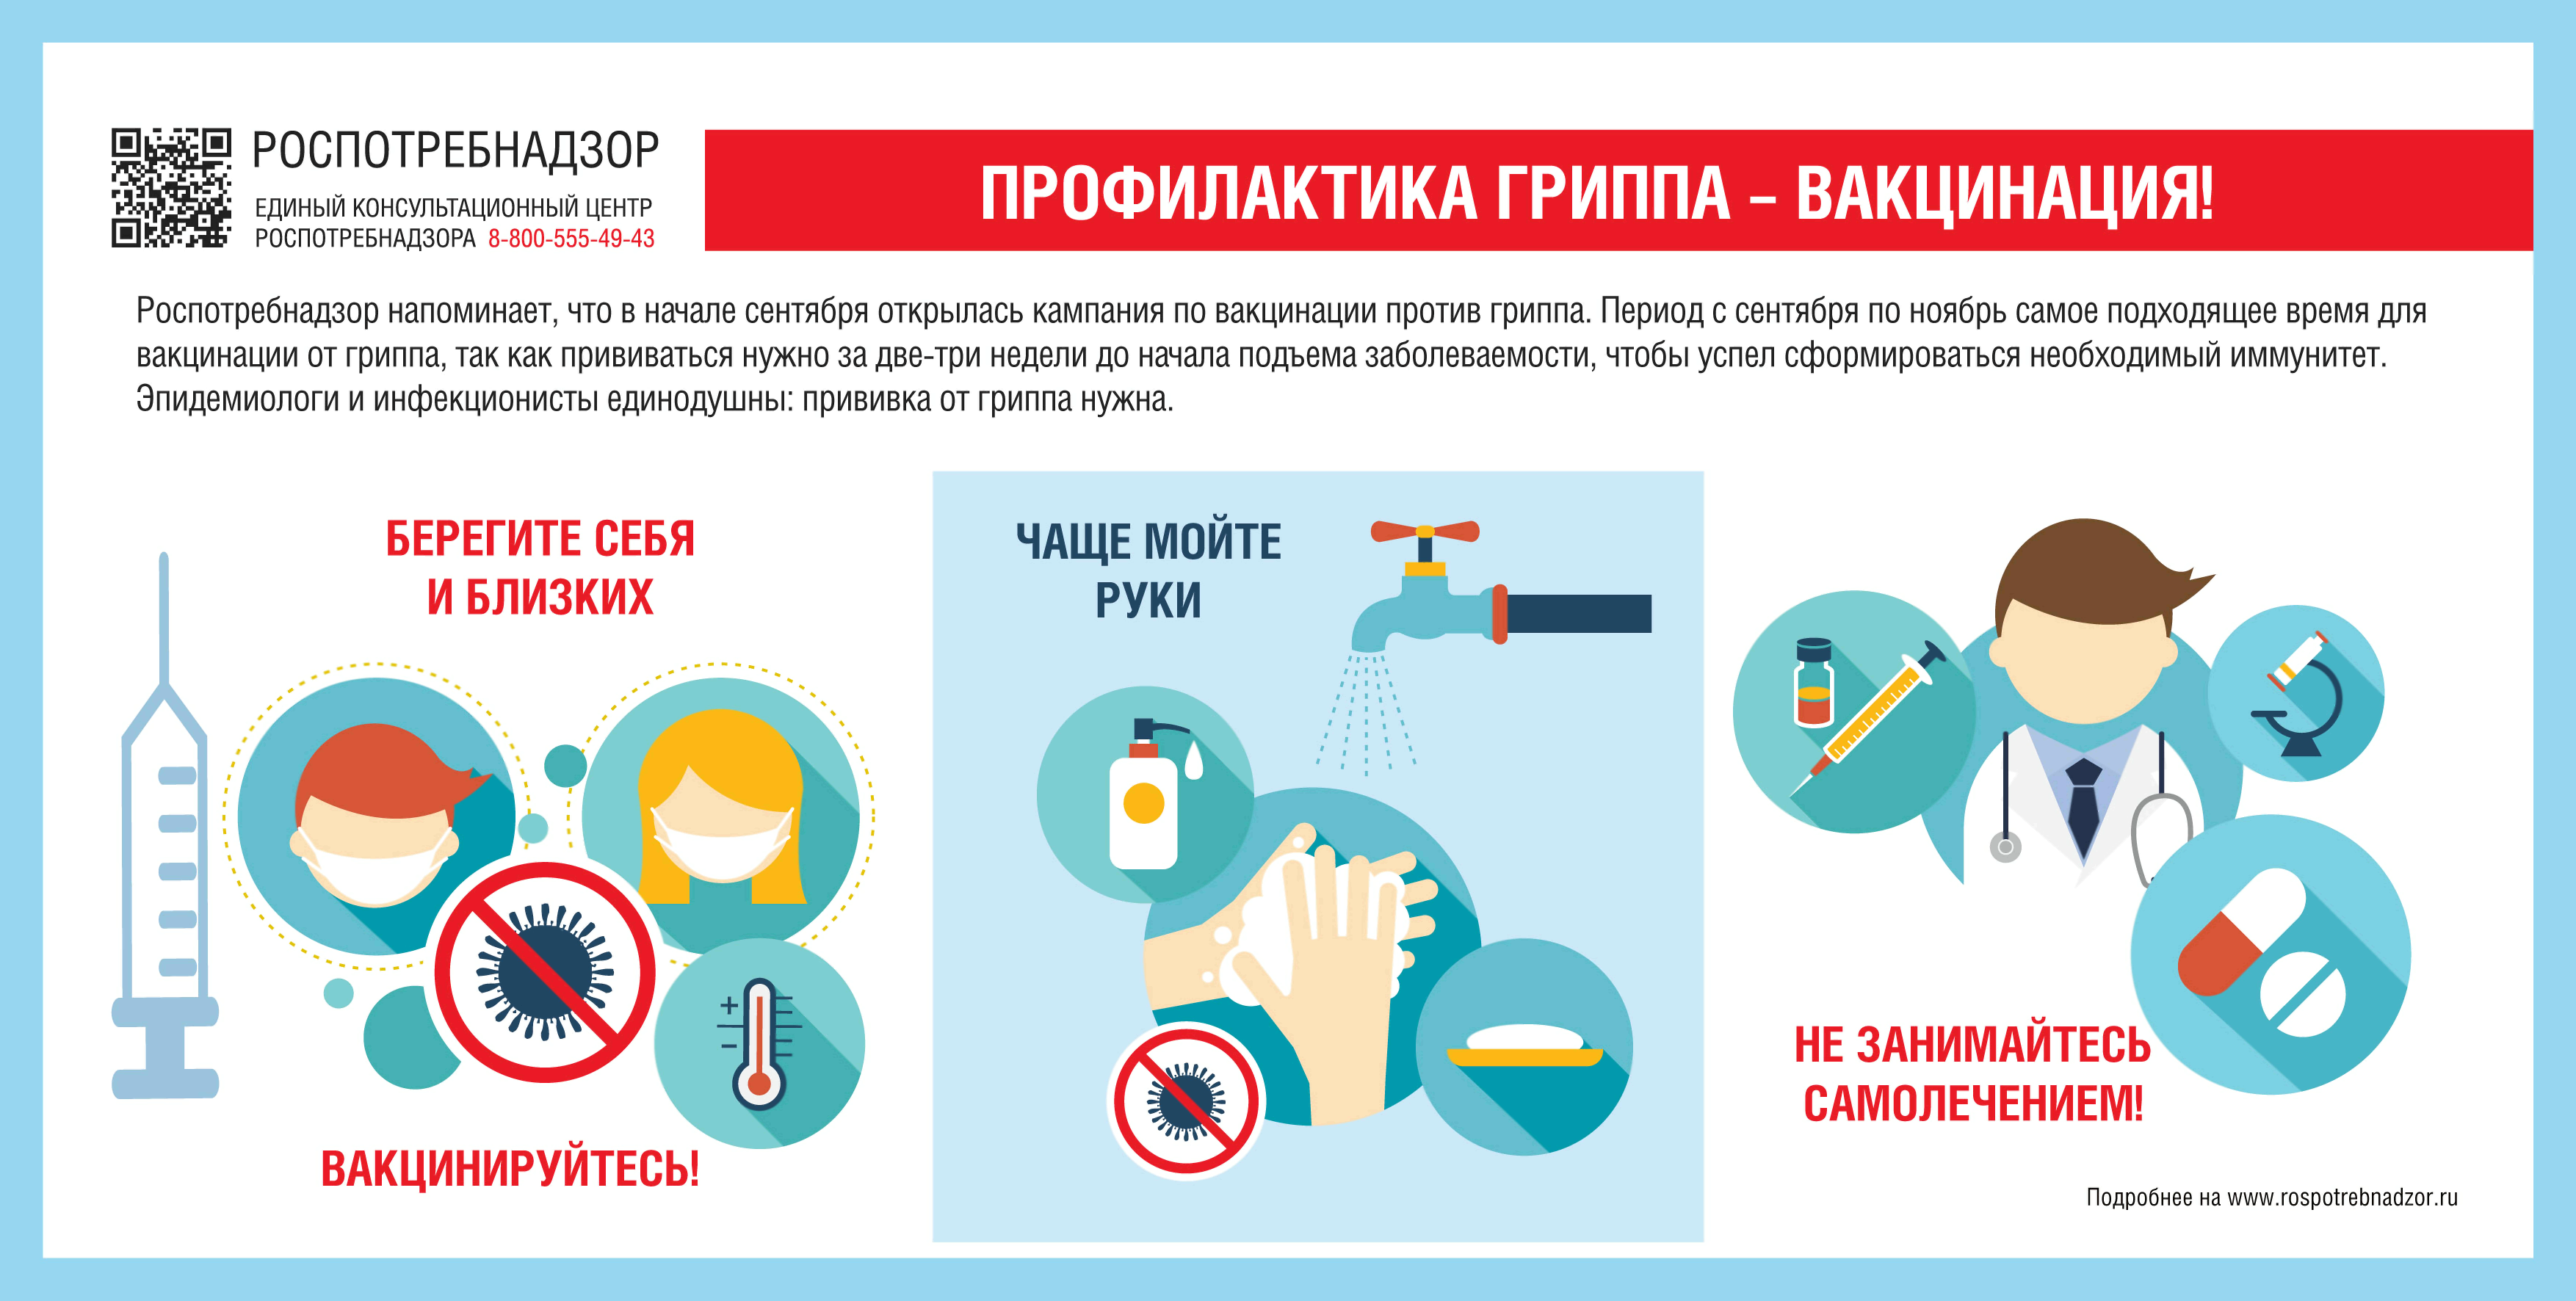 РОСПОТРЕБНАДЗОР
ЕДИНЫЙ КОНСУЛЬТАЦИОННЫЙ ЦЕНТР
РОСПОТРЕБНАДЗОРА 8-800-555-49-43
ПРОФИЛАКТИКА ГРИППА – ВАКЦИНАЦИЯ!
Роспотребнадзор напоминает, что в начале сентября открылась кампания по вакцинации против гриппа. Период с сентября по ноябрь самое подходящее время для
вакцинации от гриппа, так как прививаться нужно за две-три недели до начала подъема заболеваемости, чтобы успел сформироваться необходимый иммунитет.
Эпидемиологи и инфекционисты единодушны: прививка от гриппа нужна.
БЕРЕГИТЕ СЕБЯ
И БЛИЗКИХ
ВАКЦИНИРУЙТЕСЬ!
ЧАЩЕ МОЙТЕ
РУКИ
НЕ ЗАНИМАЙТЕСЬ
САМОЛЕЧЕНИЕМ!
Подробнее на www.rospotrebnadzor.ru